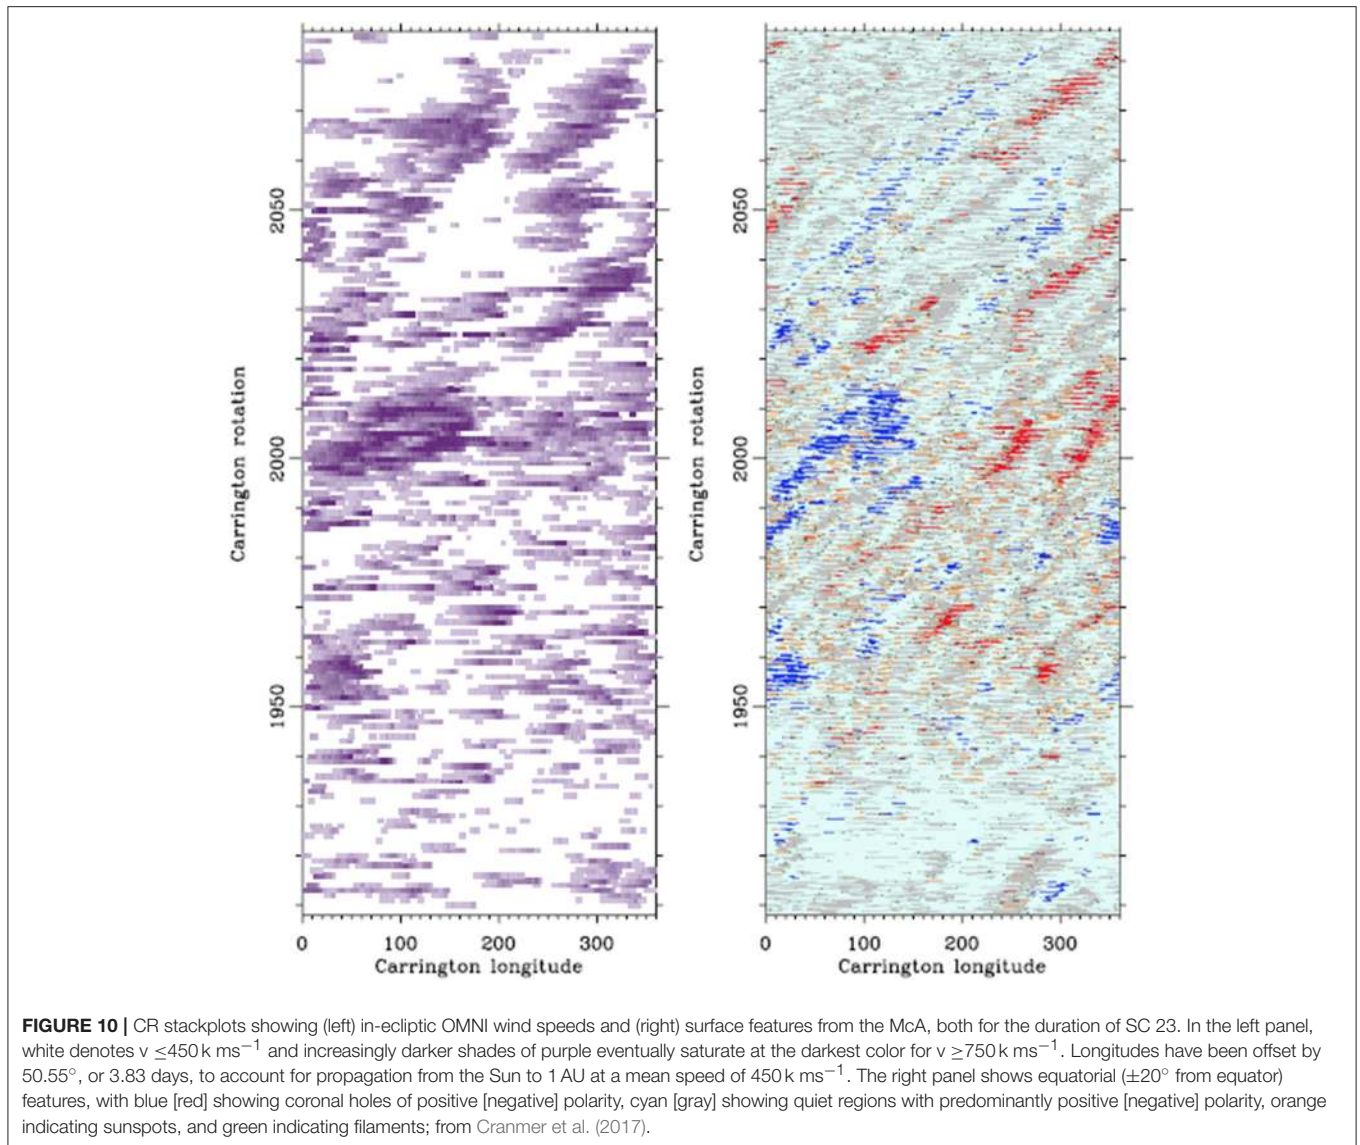 2050
2000
1950
Carrington rotation
0 100 200 300
Carrington longitude
2050
2000
1950
Carrington rotation
0 100 200 300
Carrington longitude
FIGURE 10 | CR stackplots showing (left) in-ecliptic OMNI wind speeds and (right) surface features from the McA, both for the duration of SC 23. In the left panel,
white denotes v ≤450 k ms⁻¹ and increasingly darker shades of purple eventually saturate at the darkest color for v ≥750 k ms⁻¹. Longitudes have been offset by
50.55°, or 3.83 days, to account for propagation from the Sun to 1 AU at a mean speed of 450 k ms⁻¹. The right panel shows equatorial (±20° from equator)
features, with blue [red] showing coronal holes of positive [negative] polarity, cyan [gray] showing quiet regions with predominantly positive [negative] polarity, orange
indicating sunspots, and green indicating filaments; from Cranmer et al. (2017).